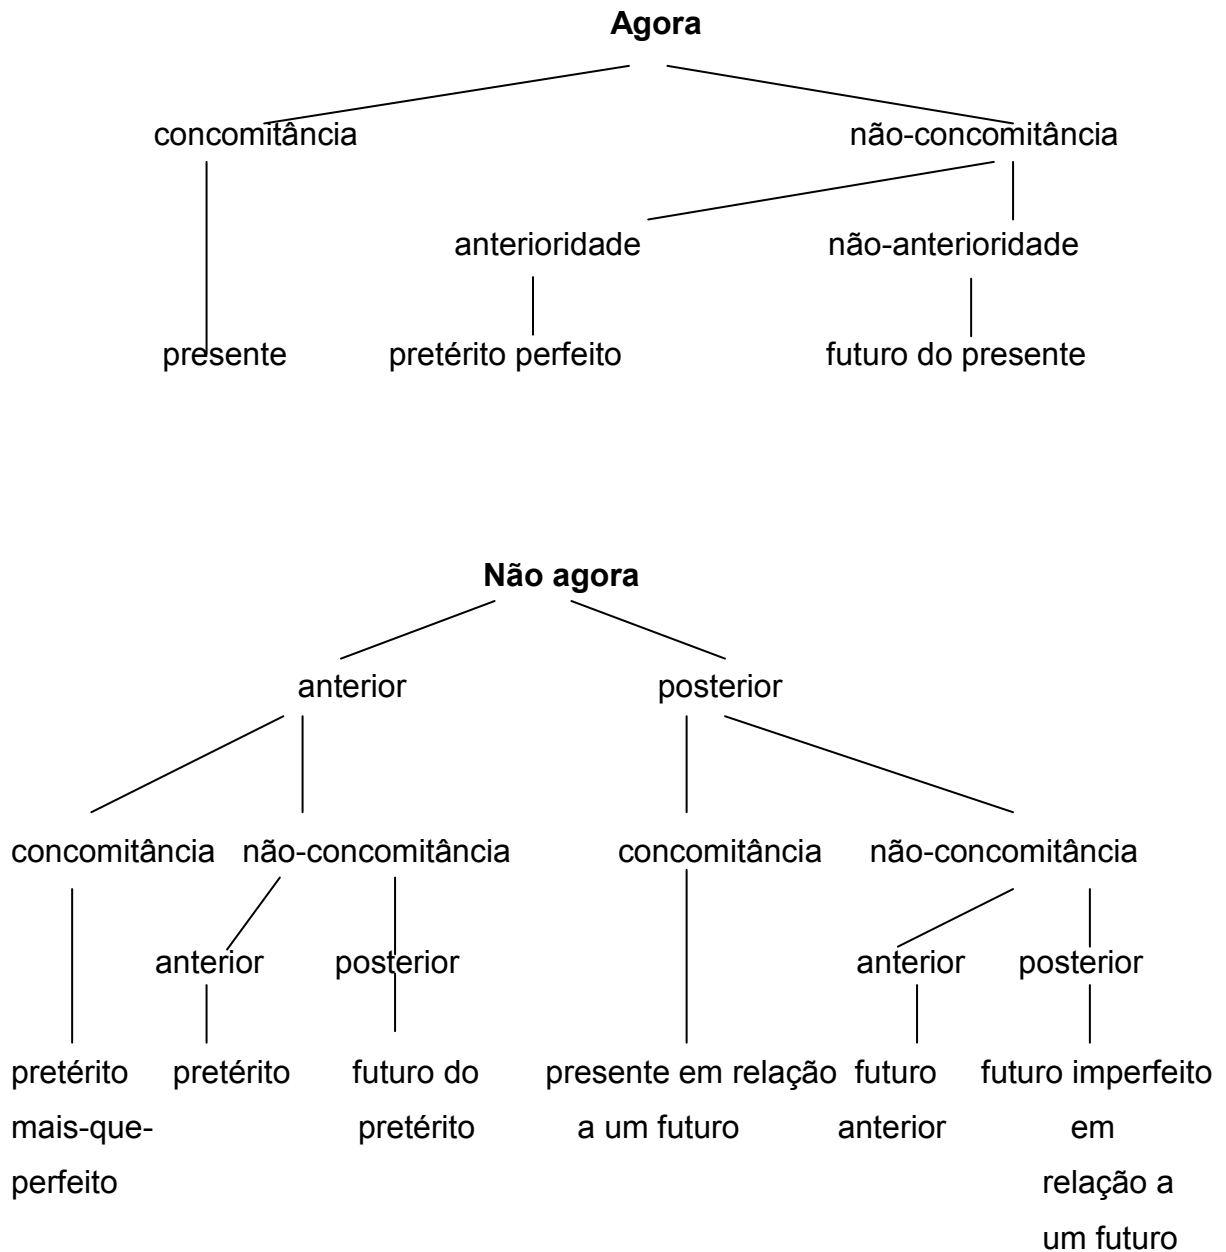 Agora
concomitância não-concomitância
anterioridade não-anterioridade
presente pretérito perfeito futuro do presente
Não agora
anterior posterior
concomitância não-concomitância concomitância não-concomitância
anterior posterior anterior posterior
pretérito pretérito futuro do presente em relação futuro futuro imperfeito
mais-que- pretérito a um futuro anterior em
perfeito relação a
um futuro